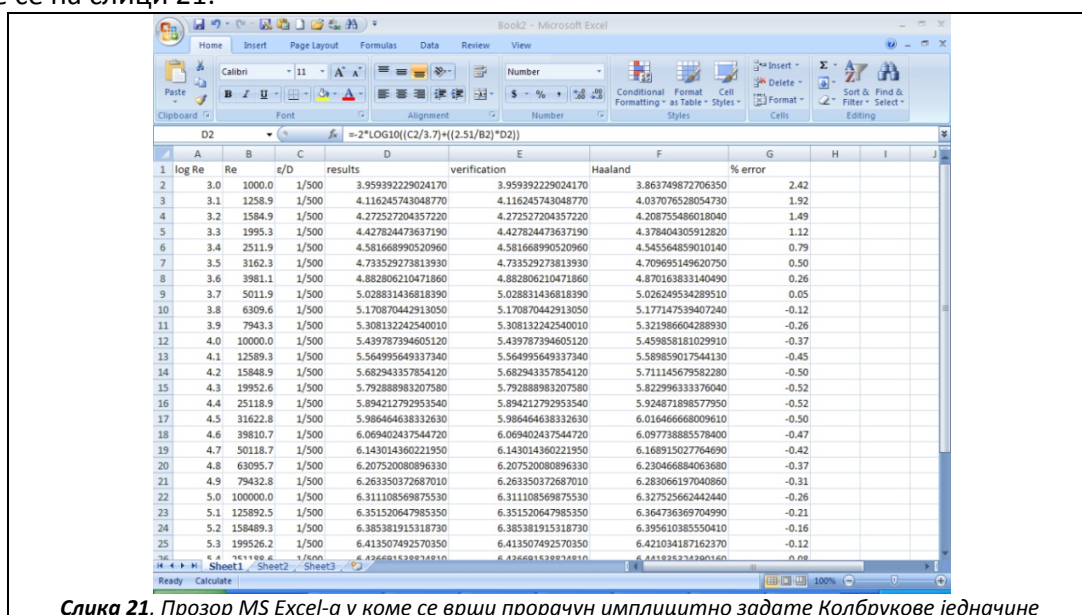 е се на слици 21.
Book2 - Microsoft Excel
Home Insert Page Layout Formulas Data Review View
Calibri 11 Number
Paste
Conditional Formatting Format as Table Cell Styles
Insert
Delete
Format
Sort & Filter Find & Select
Clipboard Font Alignment Number Styles Cells Editing
D2 =-2*LOG10((C2/3.7)+((2.51/B2)*D2))
A B C D E F G H I J
1 log Re Re ε/D results verification Haaland % error
2 3.0 1000.0 1/500 3.959392229024170 3.959392229024170 3.863749872706350 2.42
3 3.1 1258.9 1/500 4.116245743048770 4.116245743048770 4.037076528054730 1.92
4 3.2 1584.9 1/500 4.272527204357220 4.272527204357220 4.208755486018040 1.49
5 3.3 1995.3 1/500 4.427824473637190 4.427824473637190 4.378404305912820 1.12
6 3.4 2511.9 1/500 4.581668990520960 4.581668990520960 4.545564859010140 0.79
7 3.5 3162.3 1/500 4.733529273813930 4.733529273813930 4.709695149620750 0.50
8 3.6 3981.1 1/500 4.882806210471860 4.882806210471860 4.870163833140490 0.26
9 3.7 5011.9 1/500 5.028831436818390 5.028831436818390 5.026249534289510 0.05
10 3.8 6309.6 1/500 5.170870442913050 5.170870442913050 5.177147539407240 -0.12
11 3.9 7943.3 1/500 5.308132242540010 5.308132242540010 5.321986604288930 -0.26
12 4.0 10000.0 1/500 5.439787394605120 5.439787394605120 5.459858181029910 -0.37
13 4.1 12589.3 1/500 5.564995649337340 5.564995649337340 5.589859017544130 -0.45
14 4.2 15848.9 1/500 5.682943357854120 5.682943357854120 5.711145679582280 -0.50
15 4.3 19952.6 1/500 5.792888983207580 5.792888983207580 5.822996333376040 -0.52
16 4.4 25118.9 1/500 5.894212792953540 5.894212792953540 5.924871898577950 -0.52
17 4.5 31622.8 1/500 5.986464638332630 5.986464638332630 6.016466668009610 -0.50
18 4.6 39810.7 1/500 6.069402437544720 6.069402437544720 6.097738885578400 -0.47
19 4.7 50118.7 1/500 6.143014360221950 6.143014360221950 6.168915027764690 -0.42
20 4.8 63095.7 1/500 6.207520080896330 6.207520080896330 6.230466884063680 -0.37
21 4.9 79432.8 1/500 6.263350372687010 6.263350372687010 6.283066197040860 -0.31
22 5.0 100000.0 1/500 6.311108569875530 6.311108569875530 6.327525662442440 -0.26
23 5.1 125892.5 1/500 6.351520647985350 6.351520647985350 6.364736369704990 -0.21
24 5.2 158489.3 1/500 6.385381915318730 6.385381915318730 6.395610385550410 -0.16
25 5.3 199526.2 1/500 6.413507492570350 6.413507492570350 6.421034187162370 -0.12
Sheet1 Sheet2 Sheet3
Ready Calculate 100%
Слика 21. Прозор MS Excel-а у коме се врши прорачун имплицитно задате Колбрукове једначине